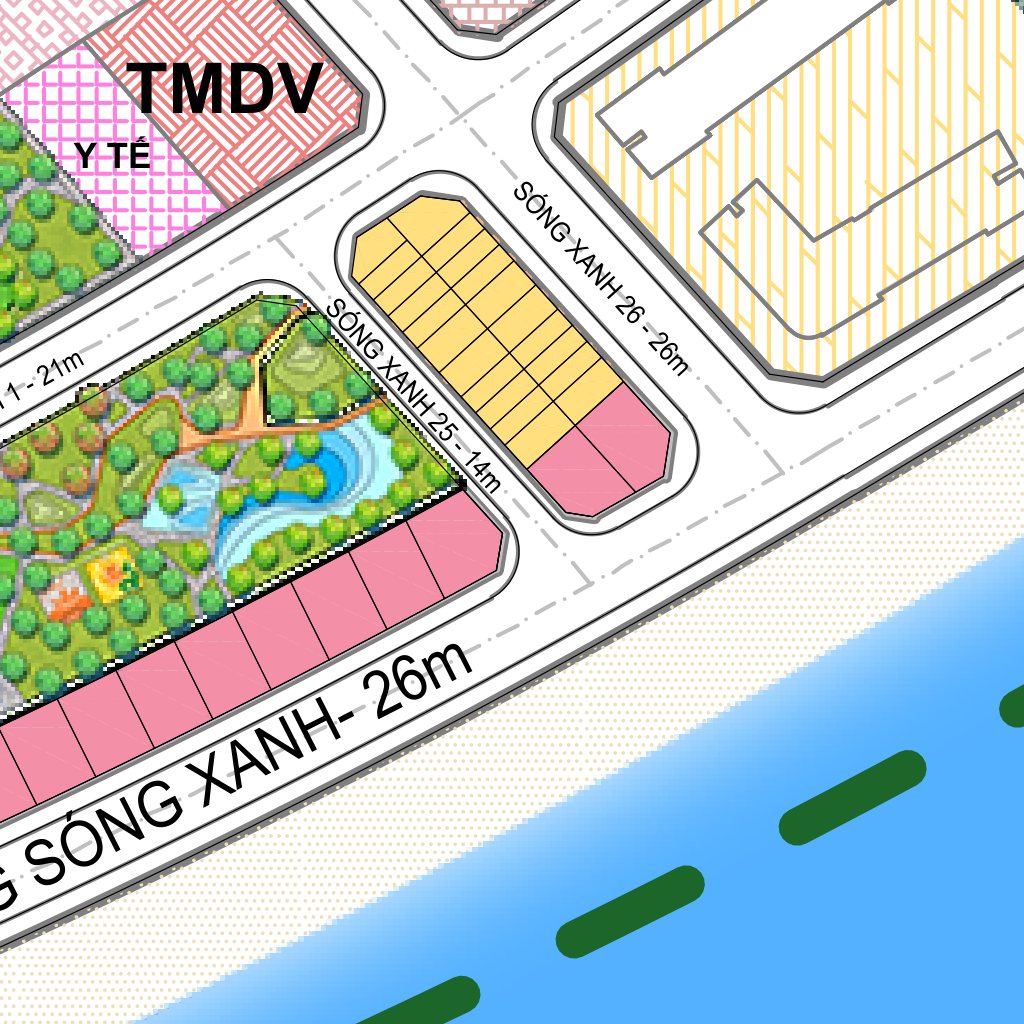 TMDV
Y TẾ
SÓNG XANH 26 - 26m
SÓNG XANH 25 - 14m
1 - 21m
SÓNG XANH- 26m